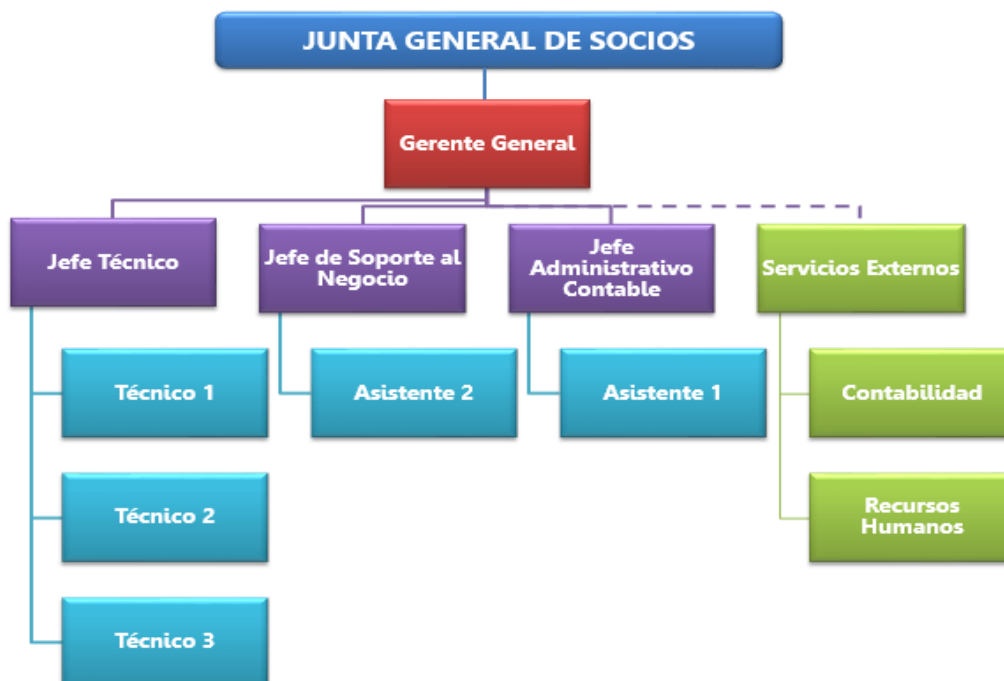 JUNTA GENERAL DE SOCIOS
Gerente General
Jefe Técnico
Jefe de Soporte al
Negocio
Jefe
Administrativo
Contable
Servicios Externos
Técnico 1
Asistente 2
Asistente 1
Contabilidad
Técnico 2
Recursos
Humanos
Técnico 3